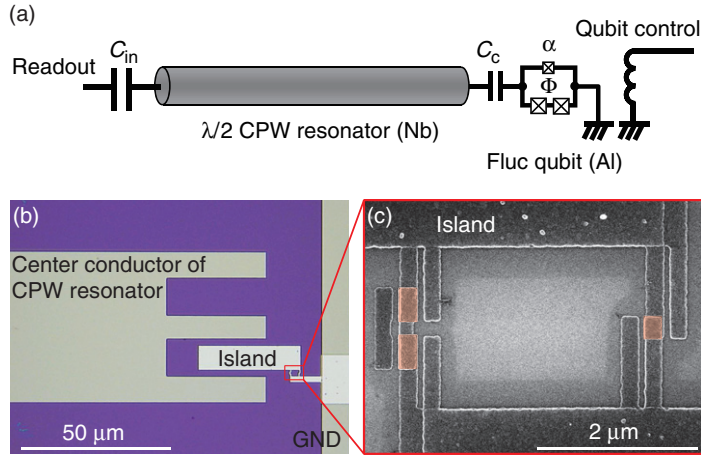 (a)
Qubit control
C_in
C_c
α
Readout
Φ
λ/2 CPW resonator (Nb)
Fluc qubit (Al)
(b)
(c)
Island
Center conductor of
CPW resonator
Island
50 μm
GND
2 μm